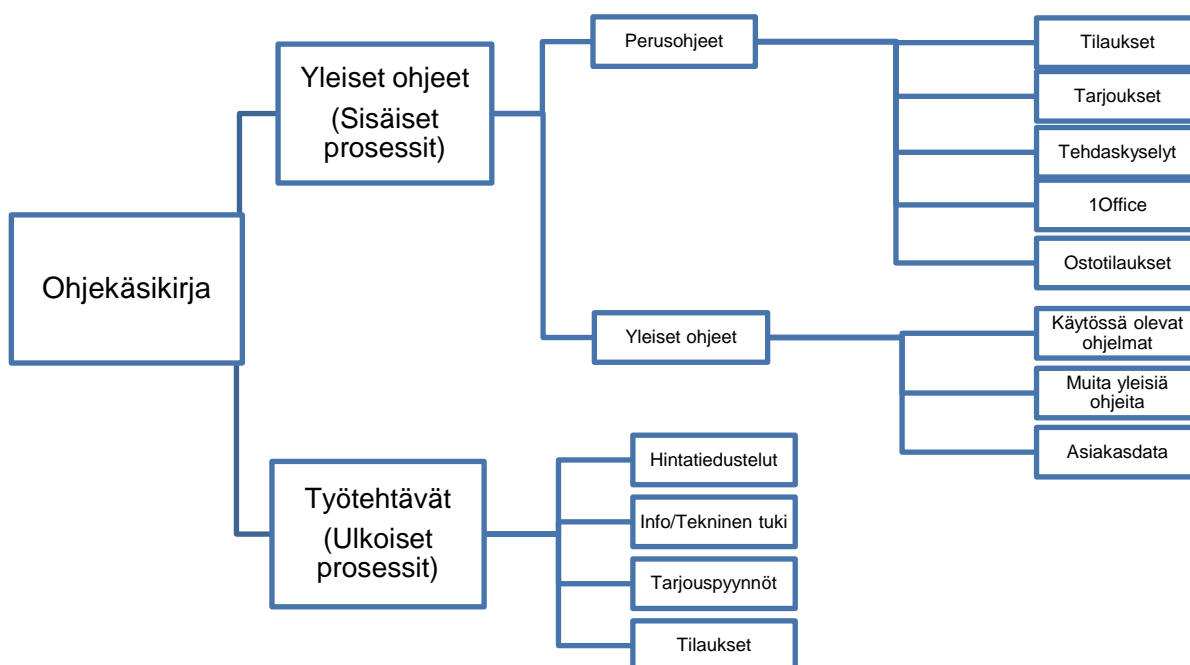 Ohjekäsikirja
Yleiset ohjeet
(Sisäiset
prosessit)
Perusohjeet
Tilaukset
Tarjoukset
Tehdaskyselyt
1Office
Ostotilaukset
Yleiset ohjeet
Käytössä olevat
ohjelmat
Muita yleisiä
ohjeita
Asiakasdata
Työtehtävät
(Ulkoiset
prosessit)
Hintatiedustelut
Info/Tekninen tuki
Tarjouspyynnöt
Tilaukset